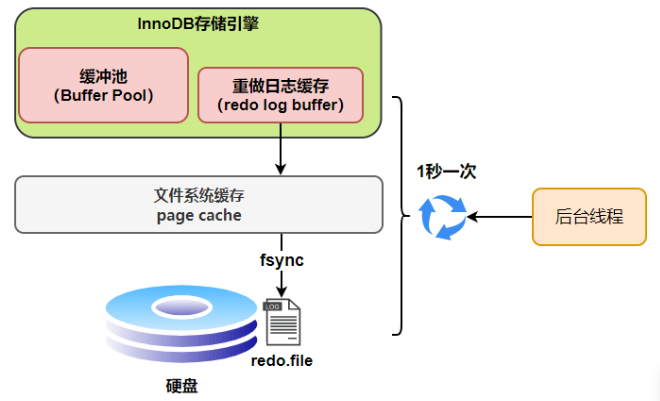 InnoDB存储引擎
缓冲池
（Buffer Pool）
重做日志缓存
（redo log buffer）
1秒一次
文件系统缓存
page cache
后台线程
fsync
LOG
redo.file
硬盘